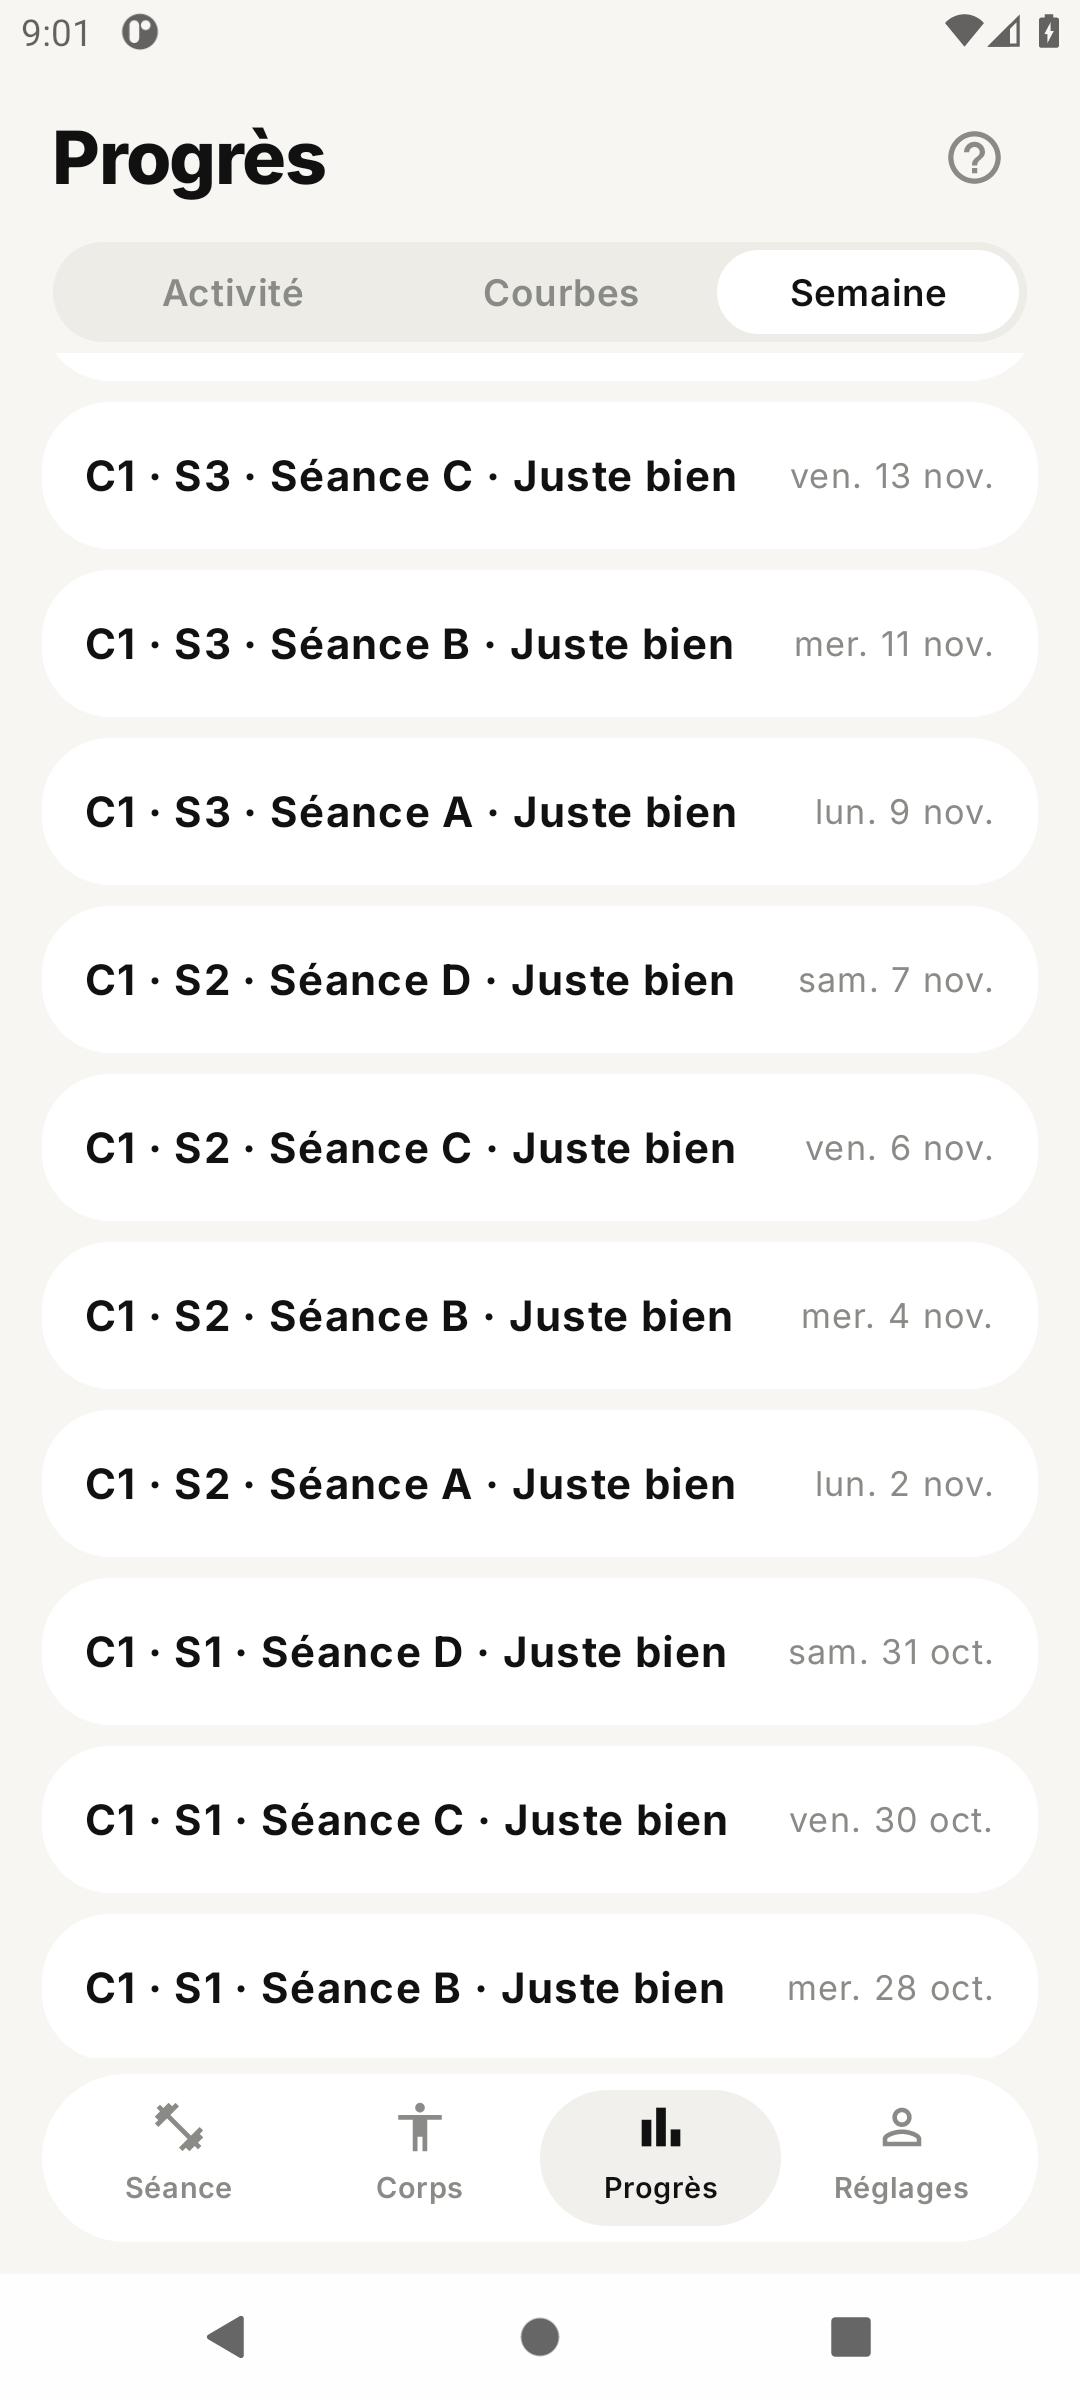 9:01
Progrès
Activité Courbes Semaine
C1 · S3 · Séance C · Juste bien ven. 13 nov.
C1 · S3 · Séance B · Juste bien mer. 11 nov.
C1 · S3 · Séance A · Juste bien lun. 9 nov.
C1 · S2 · Séance D · Juste bien sam. 7 nov.
C1 · S2 · Séance C · Juste bien ven. 6 nov.
C1 · S2 · Séance B · Juste bien mer. 4 nov.
C1 · S2 · Séance A · Juste bien lun. 2 nov.
C1 · S1 · Séance D · Juste bien sam. 31 oct.
C1 · S1 · Séance C · Juste bien ven. 30 oct.
C1 · S1 · Séance B · Juste bien mer. 28 oct.
Séance Corps Progrès Réglages